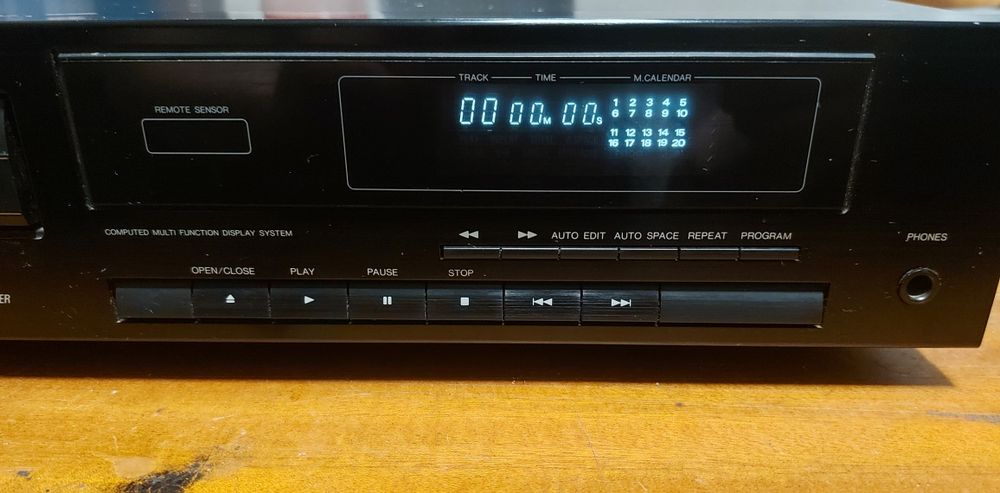 TRACK TIME M.CALENDAR
REMOTE SENSOR
00 00M 00S
1 2 3 4 5
6 7 8 9 10
11 12 13 14 15
16 17 18 19 20
COMPUTED MULTI FUNCTION DISPLAY SYSTEM
AUTO EDIT AUTO SPACE REPEAT PROGRAM
PHONES
OPEN/CLOSE PLAY PAUSE STOP
ER